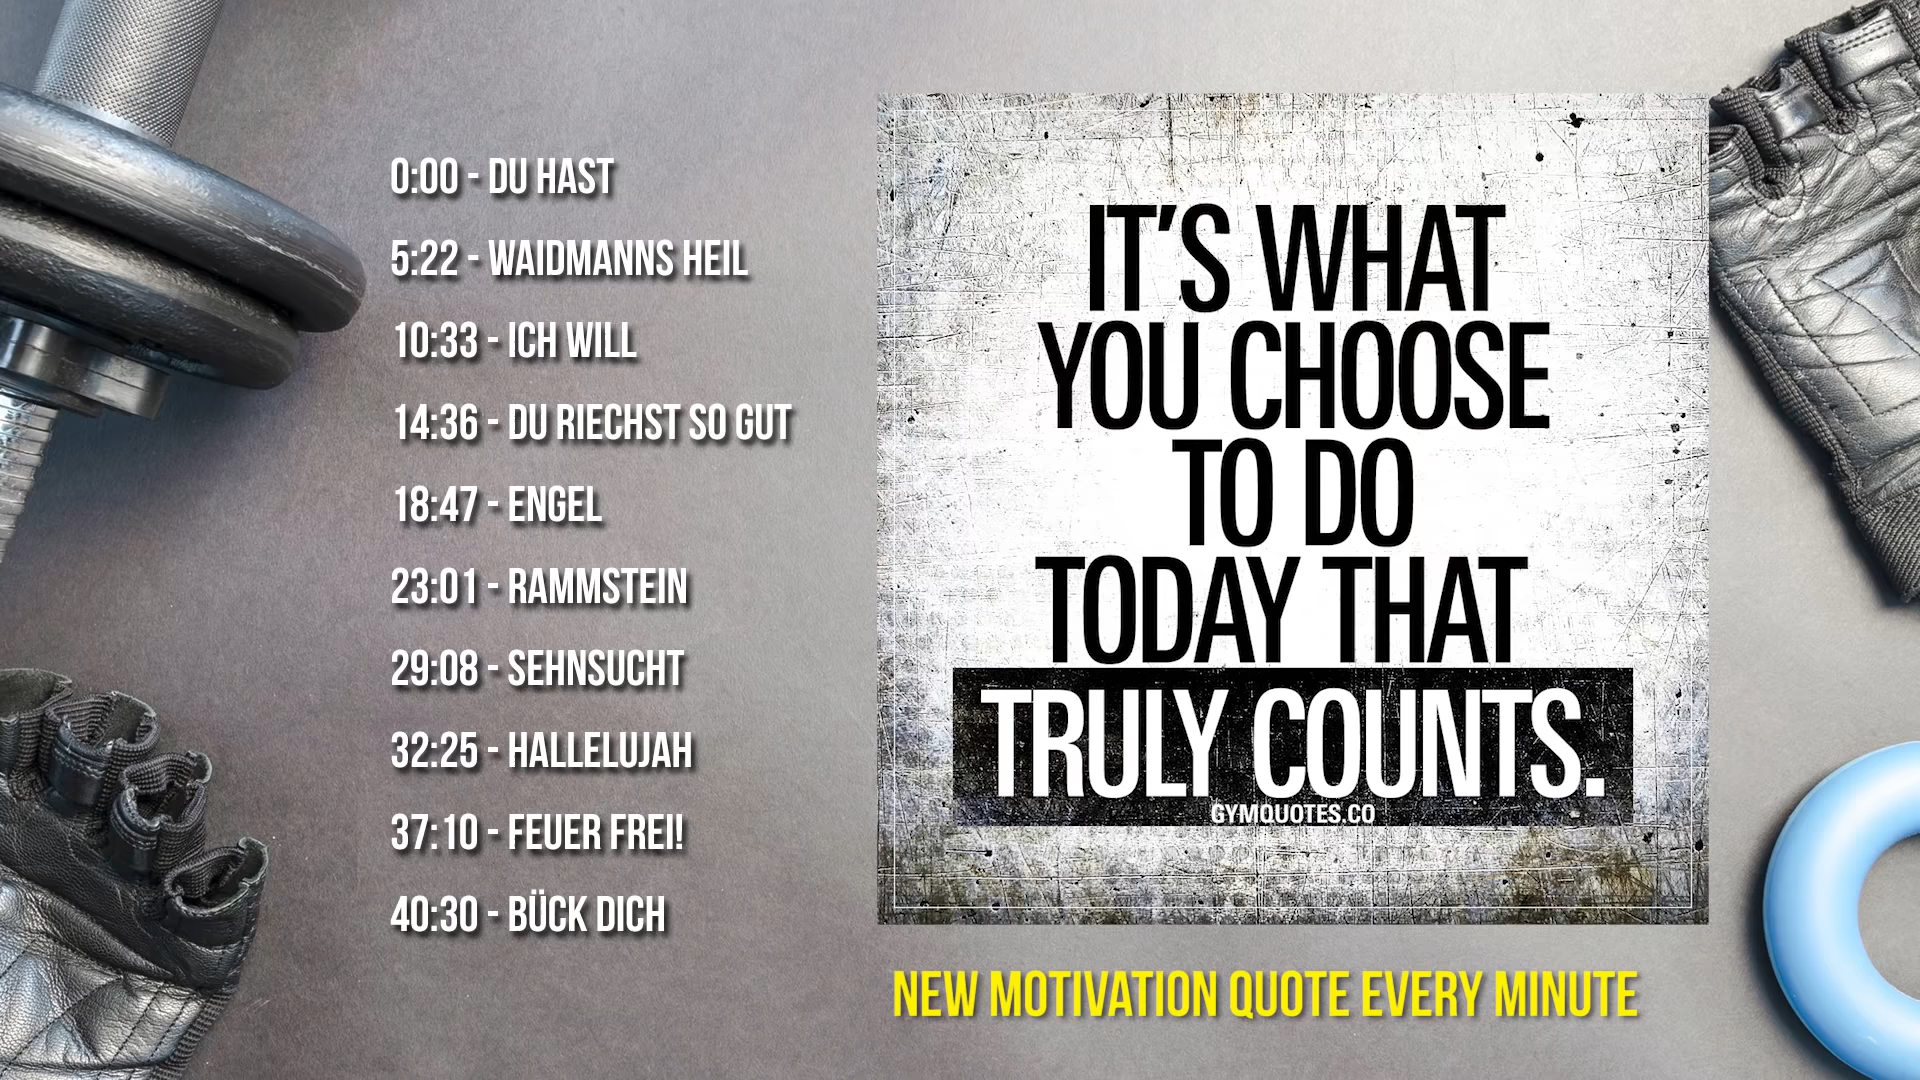 0:00 - DU HAST
5:22 - WAIDMANNS HEIL
10:33 - ICH WILL
14:36 - DU RIECHST SO GUT
18:47 - ENGEL
23:01 - RAMMSTEIN
29:08 - SEHNSUCHT
32:25 - HALLELUJAH
37:10 - FEUER FREI!
40:30 - BÜCK DICH
IT'S WHAT
YOU CHOOSE
TO DO
TODAY THAT
TRULY COUNTS.
GYMQUOTES.CO
NEW MOTIVATION QUOTE EVERY MINUTE